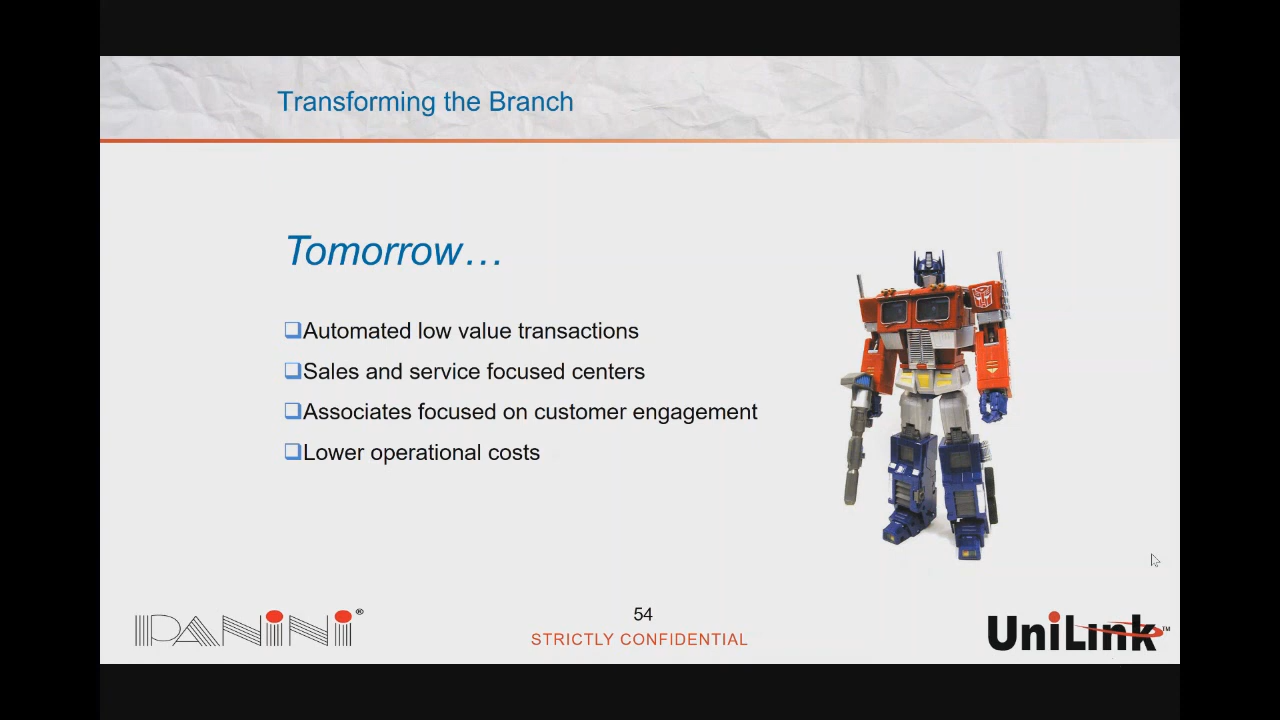 Transforming the Branch
Tomorrow…
❑Automated low value transactions
❑Sales and service focused centers
❑Associates focused on customer engagement
❑Lower operational costs
PANiNi®
54
STRICTLY CONFIDENTIAL
UniLink™